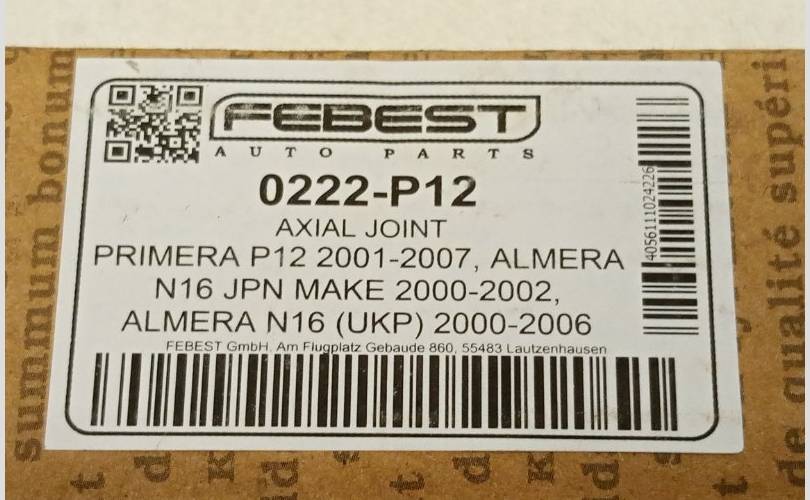 FEBEST
AUTO PARTS
0222-P12
AXIAL JOINT
PRIMERA P12 2001-2007, ALMERA
N16 JPN MAKE 2000-2002,
ALMERA N16 (UKP) 2000-2006
FEBEST GmbH, Am Flugplatz Gebaude 860, 55483 Lautzenhausen
4056111024226
summum bonum
de qualité supéri